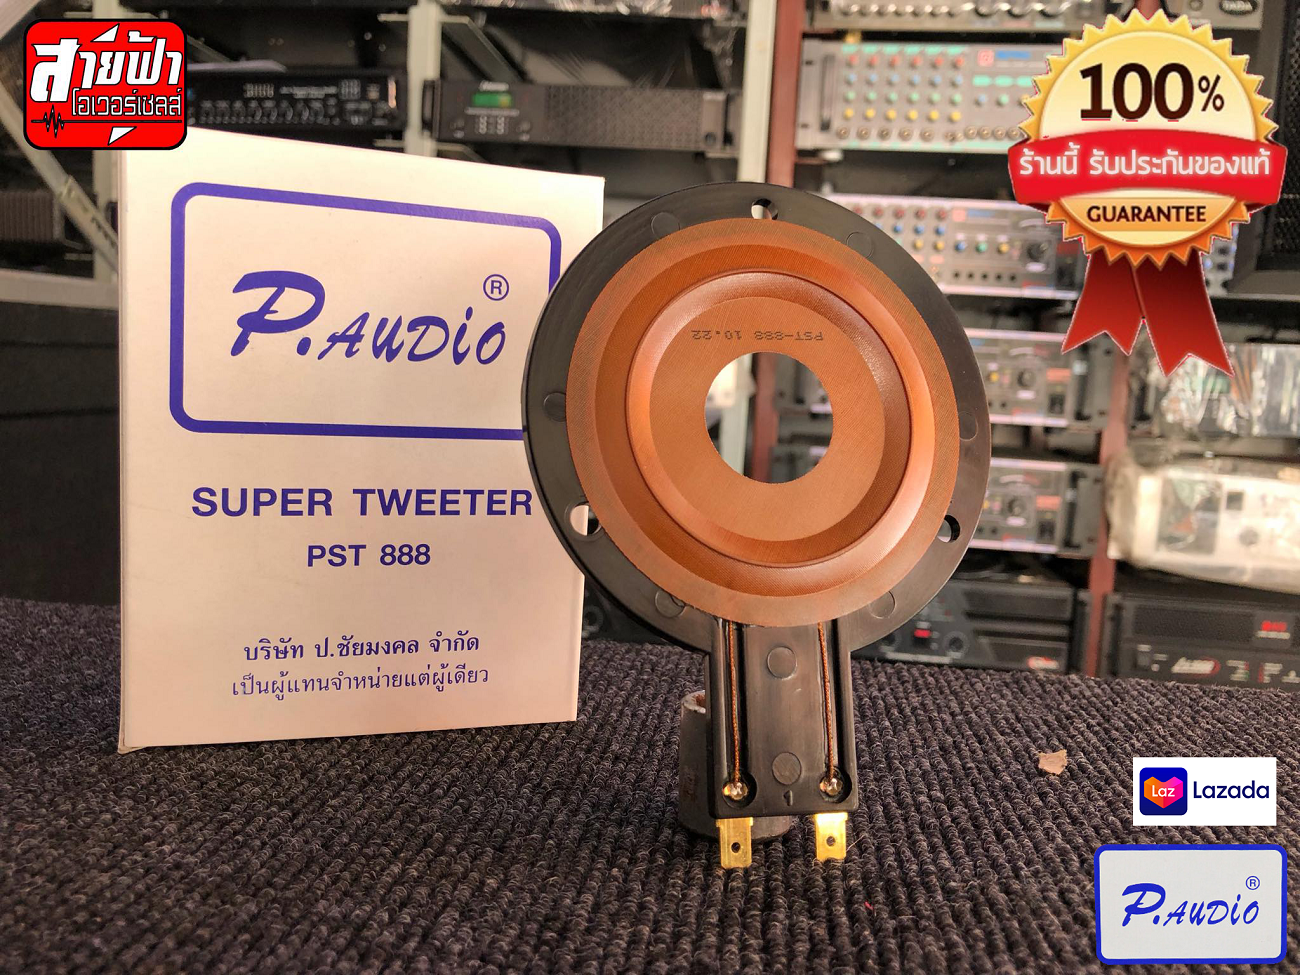 สายฟ้า
โอเวอร์เซลส์
100%
ร้านนี้ รับประกันของแท้
GUARANTEE
P.AUDIO ®
SUPER TWEETER
PST 888
บริษัท ป.ชัยมงคล จำกัด
เป็นผู้แทนจำหน่ายแต่ผู้เดียว
PST-888 10.22
1
Laz Lazada
P.AUDIO ®